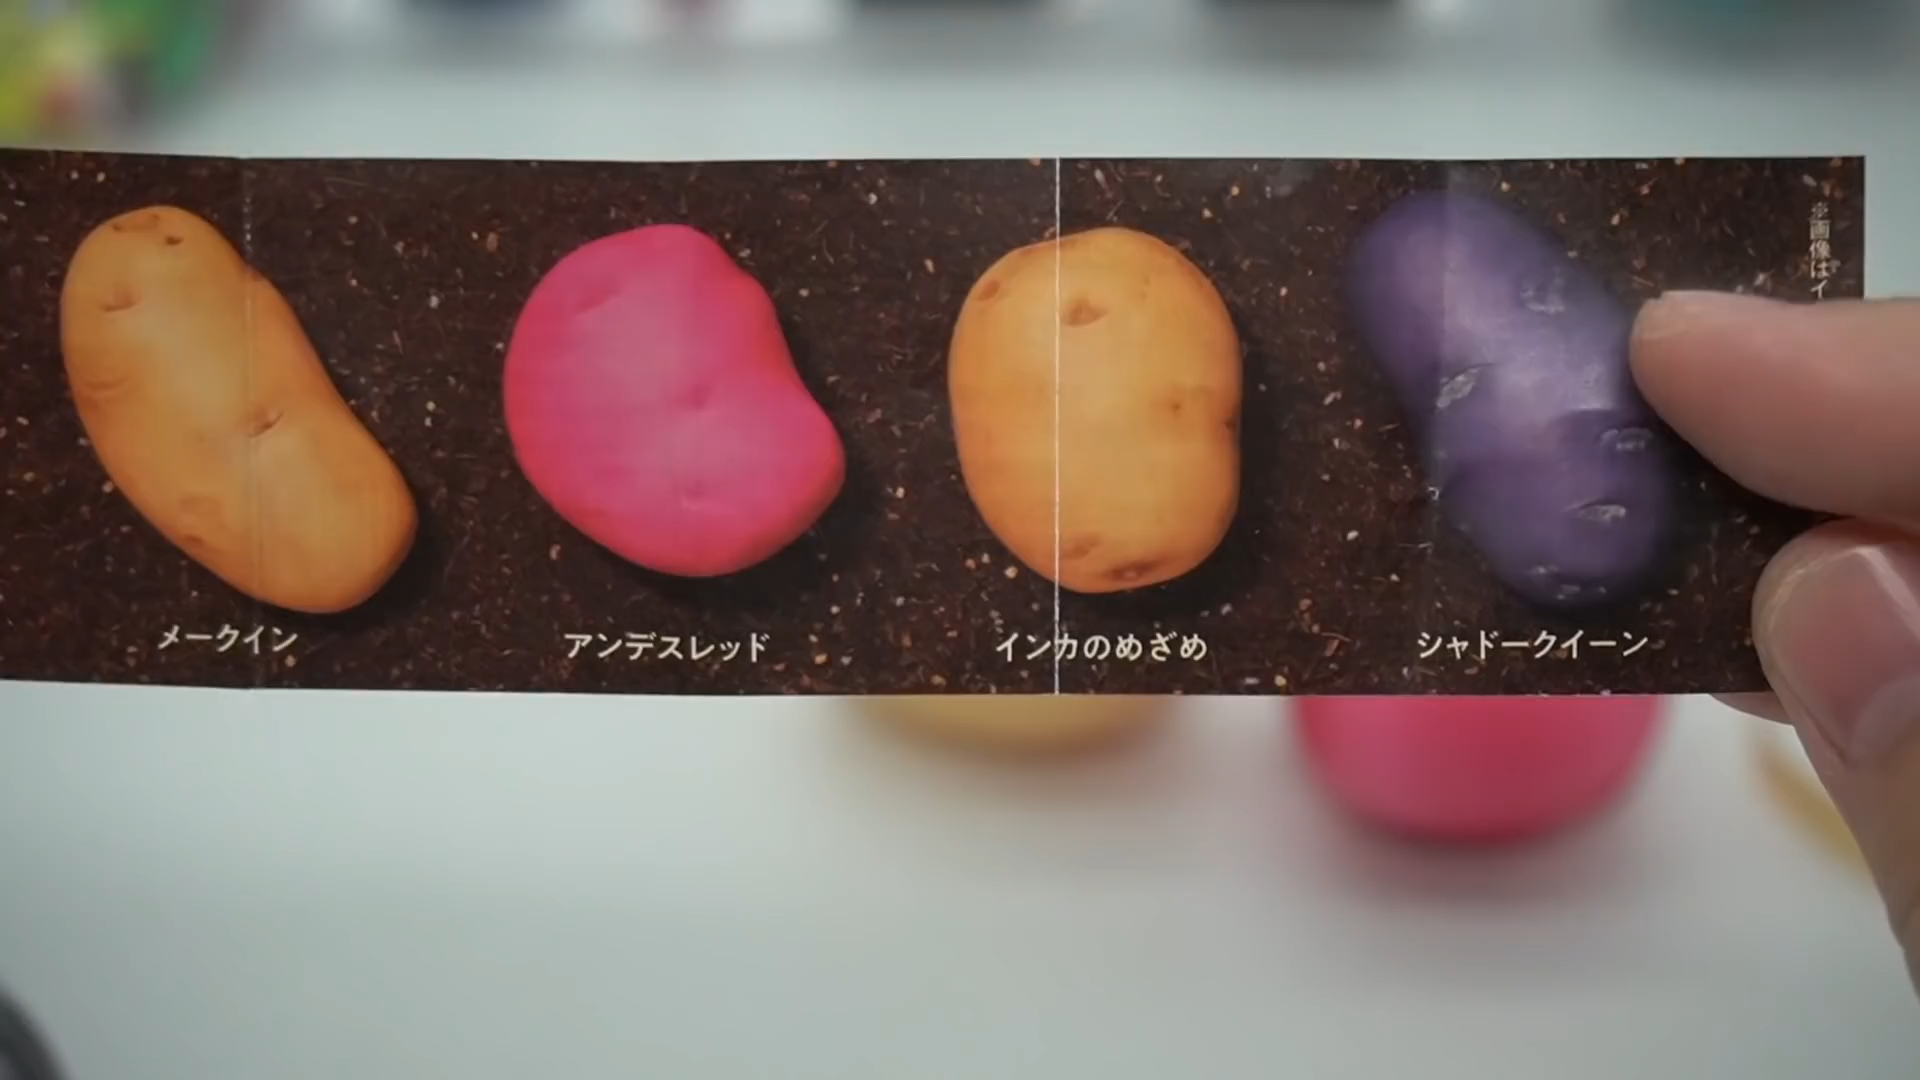 メークイン
アンデスレッド
インカのめざめ
シャドークイーン
※画像はイ